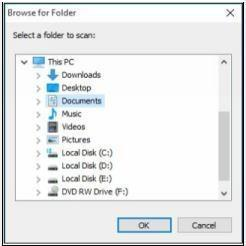 Browse for Folder
Select a folder to scan:
This PC
Downloads
Desktop
Documents
Music
Videos
Pictures
Local Disk (C:)
Local Disk (D:)
Local Disk (E:)
DVD RW Drive (F:)
OK Cancel